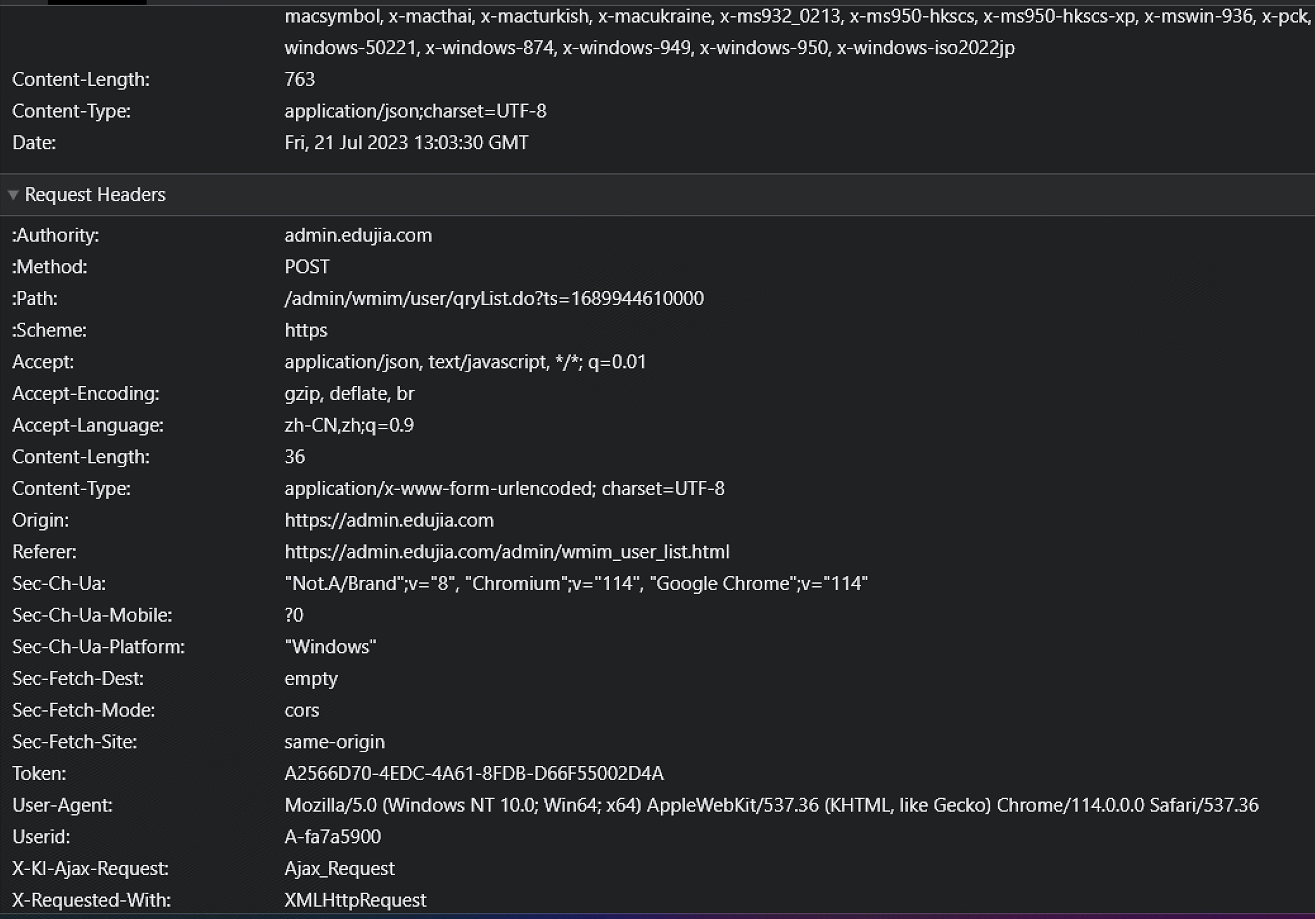 macsymbol, x-macthai, x-macturkish, x-macukraine, x-ms932_0213, x-ms950-hkscs, x-ms950-hkscs-xp, x-mswin-936, x-pck,
windows-50221, x-windows-874, x-windows-949, x-windows-950, x-windows-iso2022jp
Content-Length: 763
Content-Type: application/json;charset=UTF-8
Date: Fri, 21 Jul 2023 13:03:30 GMT
Request Headers
:Authority: admin.edujia.com
:Method: POST
:Path: /admin/wmim/user/qryList.do?ts=1689944610000
:Scheme: https
Accept: application/json, text/javascript, */*; q=0.01
Accept-Encoding: gzip, deflate, br
Accept-Language: zh-CN,zh;q=0.9
Content-Length: 36
Content-Type: application/x-www-form-urlencoded; charset=UTF-8
Origin: https://admin.edujia.com
Referer: https://admin.edujia.com/admin/wmim_user_list.html
Sec-Ch-Ua: "Not.A/Brand";v="8", "Chromium";v="114", "Google Chrome";v="114"
Sec-Ch-Ua-Mobile: ?0
Sec-Ch-Ua-Platform: "Windows"
Sec-Fetch-Dest: empty
Sec-Fetch-Mode: cors
Sec-Fetch-Site: same-origin
Token: A2566D70-4EDC-4A61-8FDB-D66F55002D4A
User-Agent: Mozilla/5.0 (Windows NT 10.0; Win64; x64) AppleWebKit/537.36 (KHTML, like Gecko) Chrome/114.0.0.0 Safari/537.36
Userid: A-fa7a5900
X-Kl-Ajax-Request: Ajax_Request
X-Requested-With: XMLHttpRequest